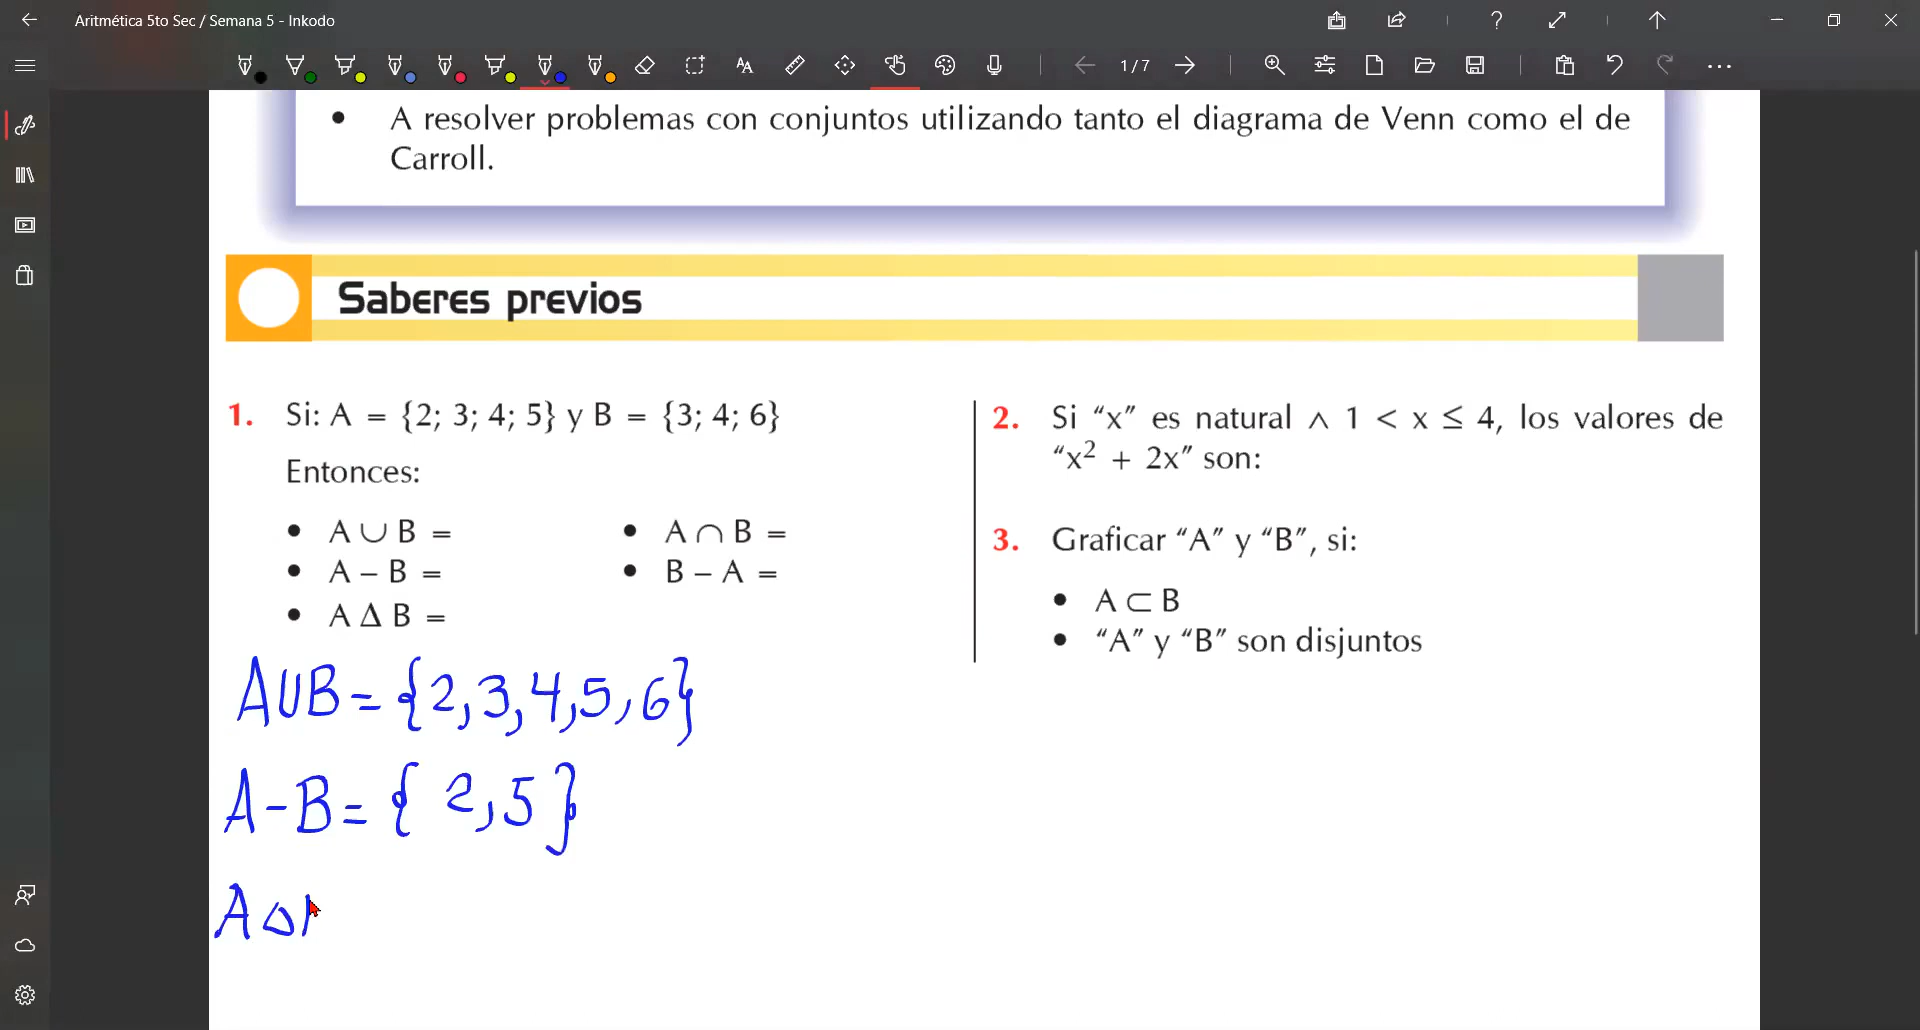 Aritmética 5to Sec / Semana 5 - Inkodo
1 / 7
• A resolver problemas con conjuntos utilizando tanto el diagrama de Venn como el de
Carroll.
Saberes previos
1. Si: A = {2; 3; 4; 5} y B = {3; 4; 6}
Entonces:
• A ∪ B =
• A ∩ B =
• A – B =
• B – A =
• A Δ B =
2. Si “x” es natural ∧ 1 < x ≤ 4, los valores de
“x² + 2x” son:
3. Graficar “A” y “B”, si:
• A ⊂ B
• “A” y “B” son disjuntos
A∪B = {2,3,4,5,6}
A-B = { 2,5 }
A Δ